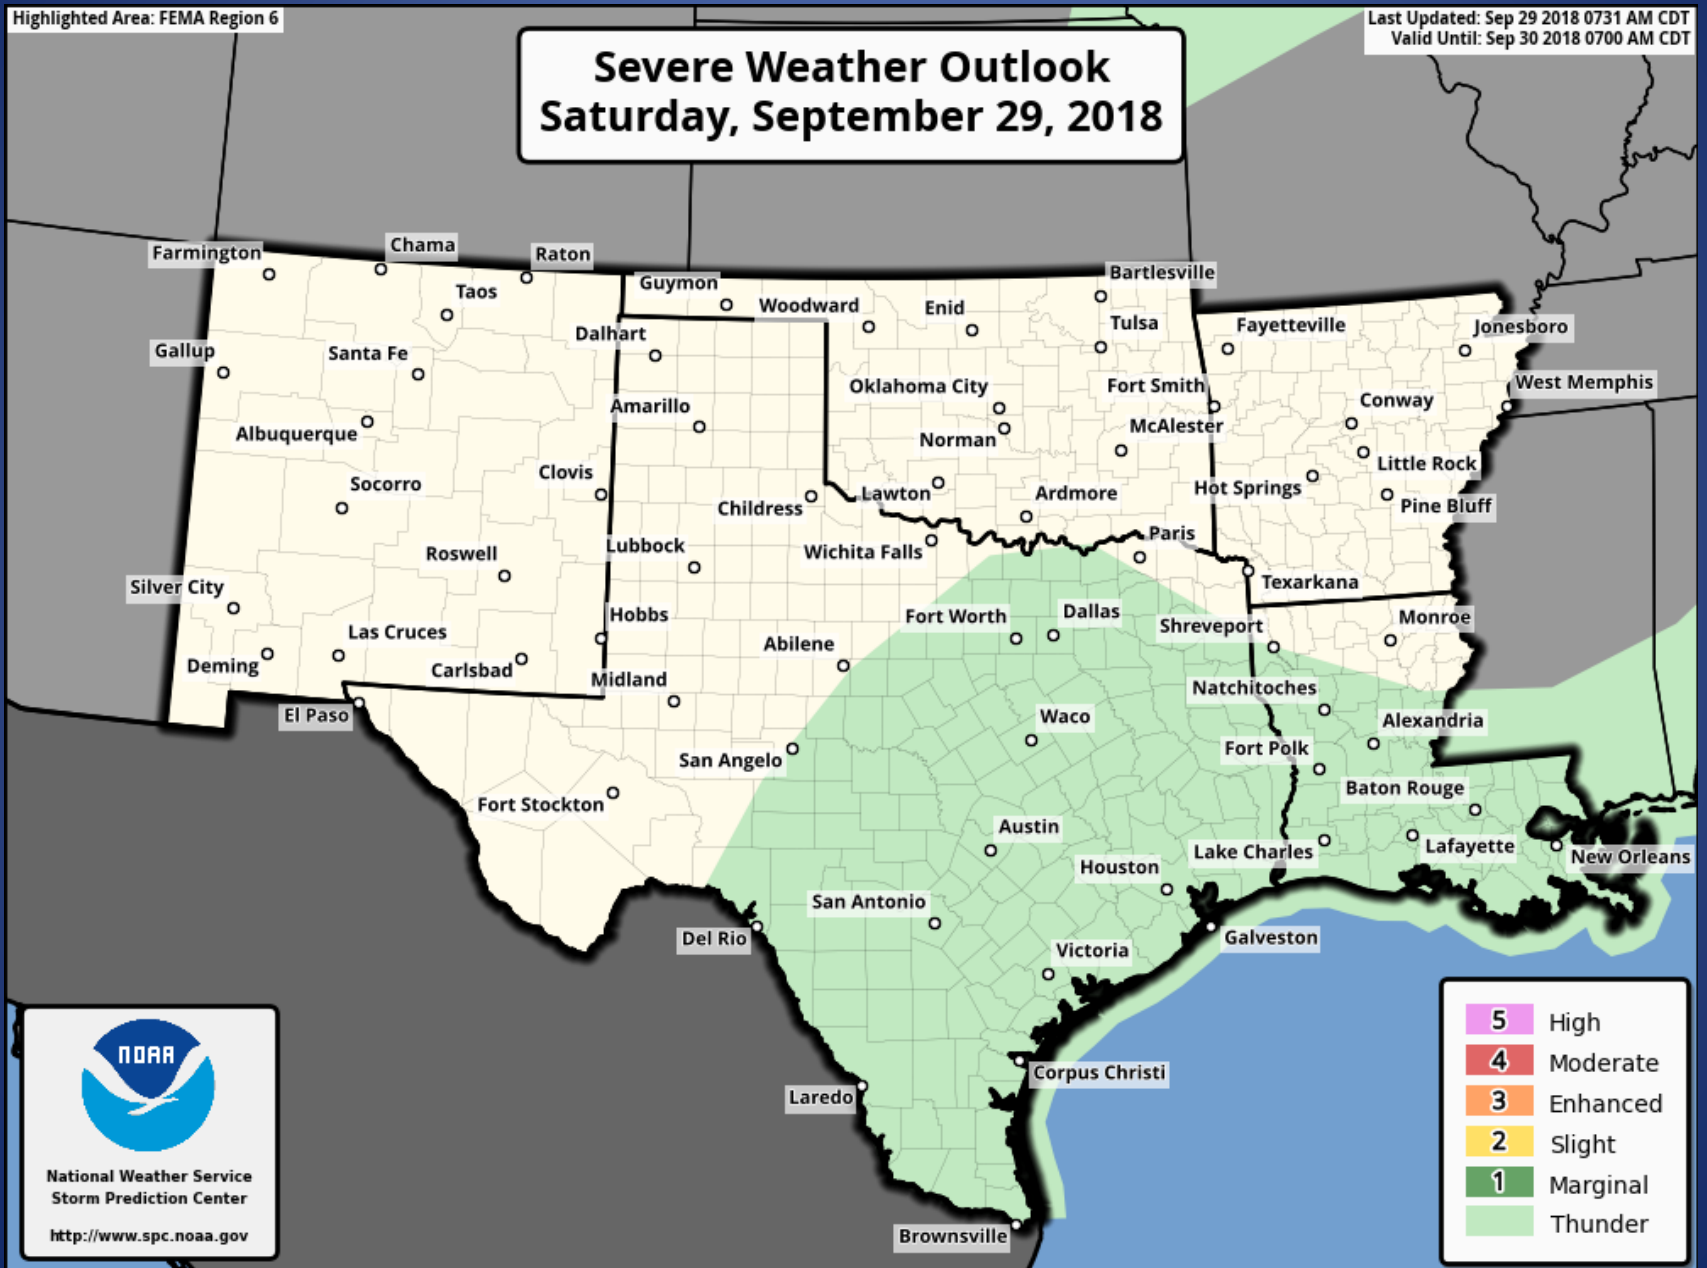 Highlighted Area: FEMA Region 6
Last Updated: Sep 29 2018 0731 AM CDT
Valid Until: Sep 30 2018 0700 AM CDT
Severe Weather Outlook
Saturday, September 29, 2018
Farmington
Chama
Raton
Taos
Guymon
Woodward
Enid
Bartlesville
Tulsa
Fayetteville
Jonesboro
Gallup
Santa Fe
Dalhart
Oklahoma City
Fort Smith
West Memphis
Albuquerque
Amarillo
Norman
McAlester
Conway
Little Rock
Socorro
Clovis
Childress
Lawton
Ardmore
Hot Springs
Pine Bluff
Roswell
Lubbock
Wichita Falls
Paris
Texarkana
Silver City
Las Cruces
Hobbs
Fort Worth
Dallas
Shreveport
Monroe
Deming
Carlsbad
Midland
Abilene
Natchitoches
El Paso
Waco
Alexandria
San Angelo
Fort Polk
Fort Stockton
Baton Rouge
Austin
Lake Charles
Lafayette
New Orleans
Houston
San Antonio
Del Rio
Victoria
Galveston
Corpus Christi
Laredo
Brownsville
NOAA
National Weather Service
Storm Prediction Center
http://www.spc.noaa.gov
5 High
4 Moderate
3 Enhanced
2 Slight
1 Marginal
Thunder